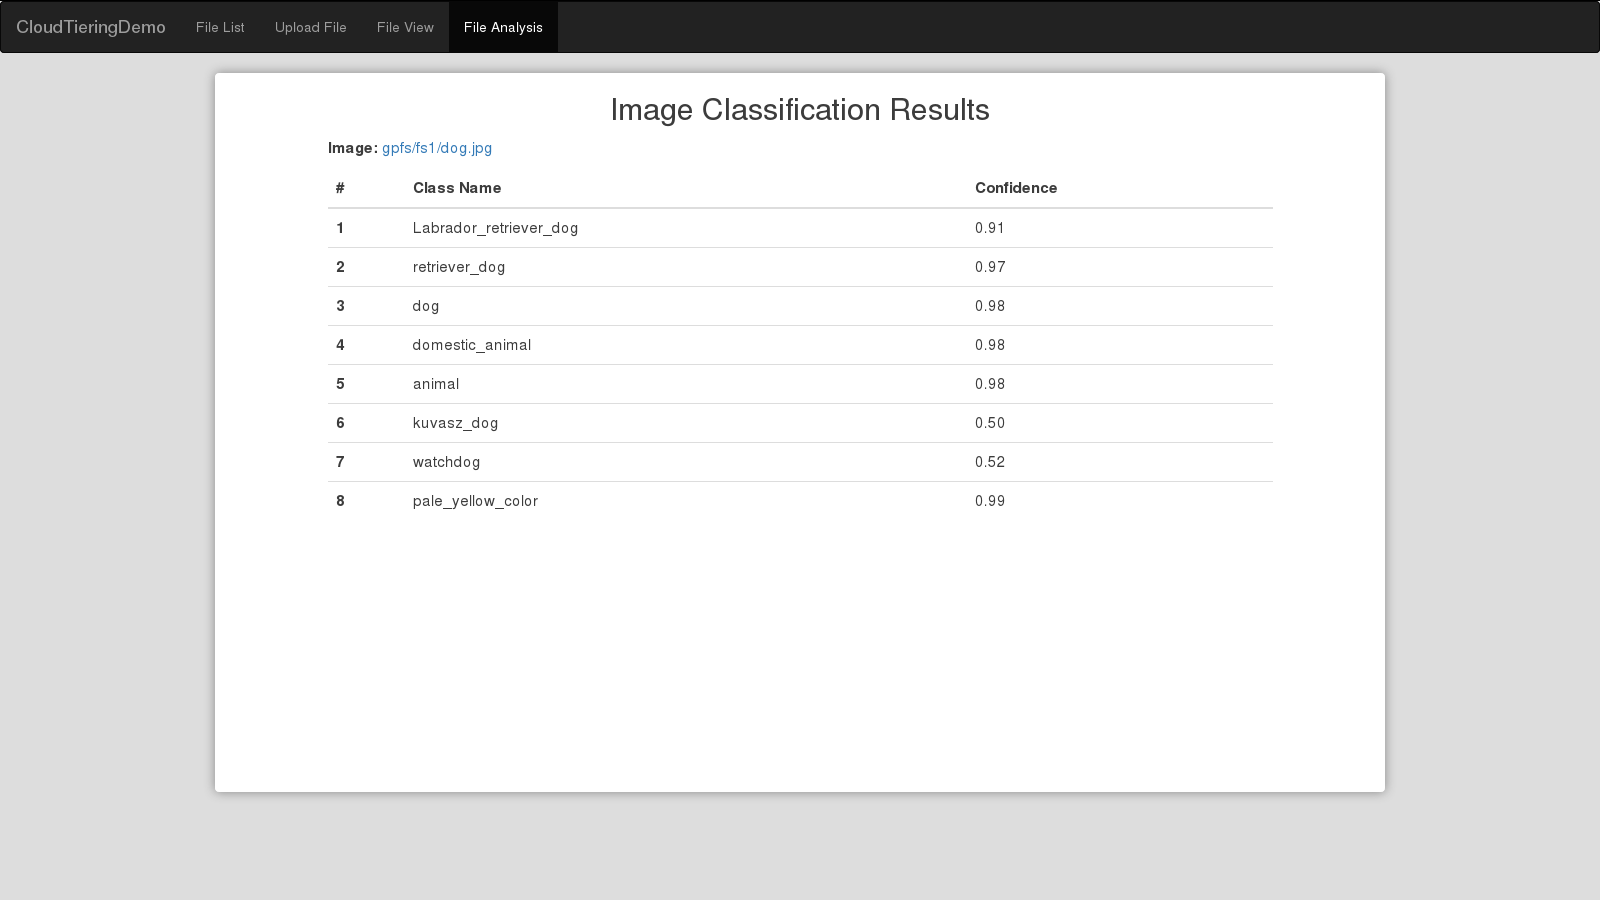 CloudTieringDemo File List Upload File File View File Analysis
Image Classification Results
Image: gpfs/fs1/dog.jpg
# Class Name Confidence
1 Labrador_retriever_dog 0.91
2 retriever_dog 0.97
3 dog 0.98
4 domestic_animal 0.98
5 animal 0.98
6 kuvasz_dog 0.50
7 watchdog 0.52
8 pale_yellow_color 0.99